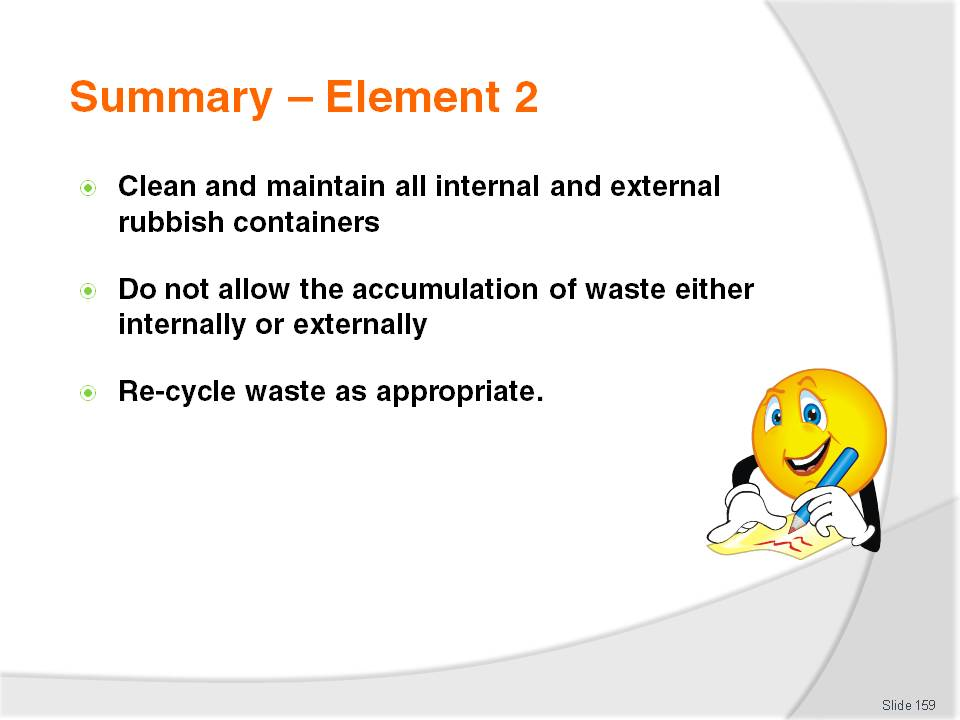 Summary – Element 2
Clean and maintain all internal and external
rubbish containers
Do not allow the accumulation of waste either
internally or externally
Re-cycle waste as appropriate.
Slide 159